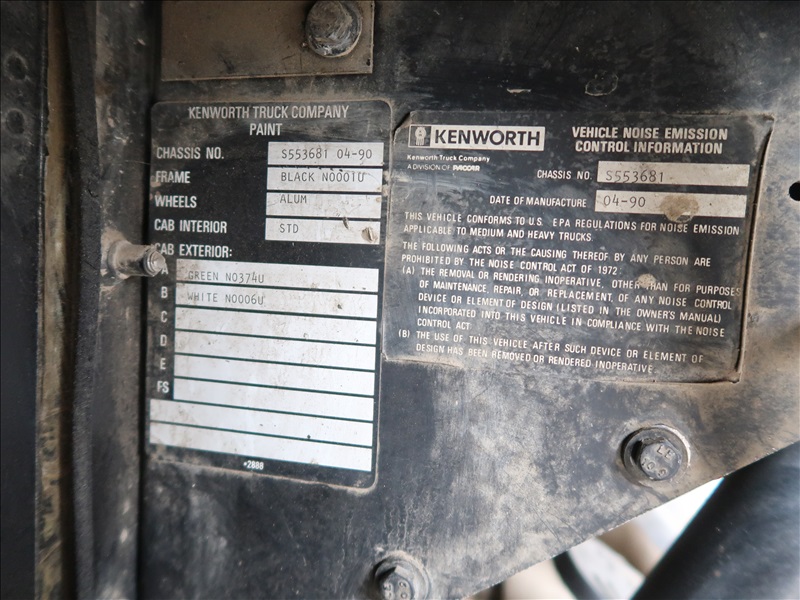 KENWORTH TRUCK COMPANY
PAINT
CHASSIS NO. S553681 04-90
FRAME BLACK N0001U
WHEELS ALUM
CAB INTERIOR STD
CAB EXTERIOR:
A GREEN N0374U
B WHITE N0006U
C
D
E
FS
*2888
KENWORTH
Kenworth Truck Company
A DIVISION OF PACCAR
VEHICLE NOISE EMISSION
CONTROL INFORMATION
CHASSIS NO. S553681
DATE OF MANUFACTURE 04-90
THIS VEHICLE CONFORMS TO U.S. EPA REGULATIONS FOR NOISE EMISSION
APPLICABLE TO MEDIUM AND HEAVY TRUCKS.
THE FOLLOWING ACTS OR THE CAUSING THEREOF BY ANY PERSON ARE
PROHIBITED BY THE NOISE CONTROL ACT OF 1972:
(A) THE REMOVAL OR RENDERING INOPERATIVE, OTHER THAN FOR PURPOSES
OF MAINTENANCE, REPAIR, OR REPLACEMENT, OF ANY NOISE CONTROL
DEVICE OR ELEMENT OF DESIGN (LISTED IN THE OWNER'S MANUAL)
INCORPORATED INTO THIS VEHICLE IN COMPLIANCE WITH THE NOISE
CONTROL ACT
(B) THE USE OF THIS VEHICLE AFTER SUCH DEVICE OR ELEMENT OF
DESIGN HAS BEEN REMOVED OR RENDERED INOPERATIVE.